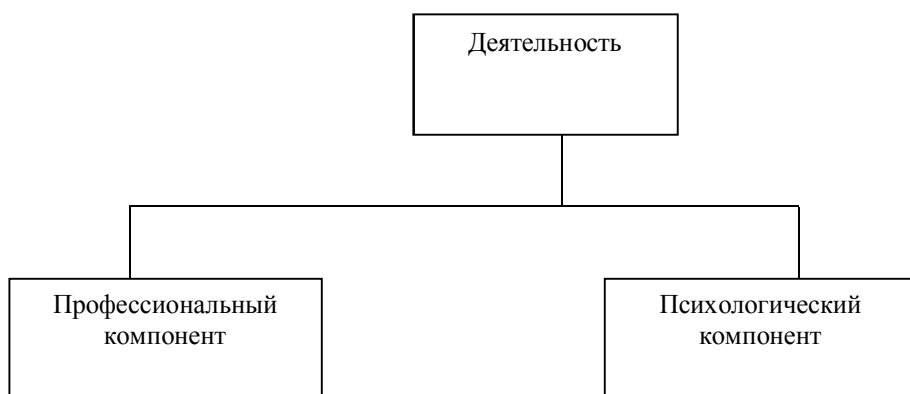 Деятельность
Профессиональный
компонент
Психологический
компонент